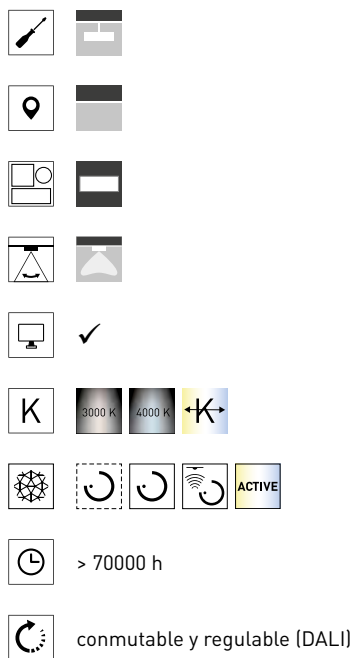 K 3000 K 4000 K K
ACTIVE
> 70000 h
conmutable y regulable (DALI)